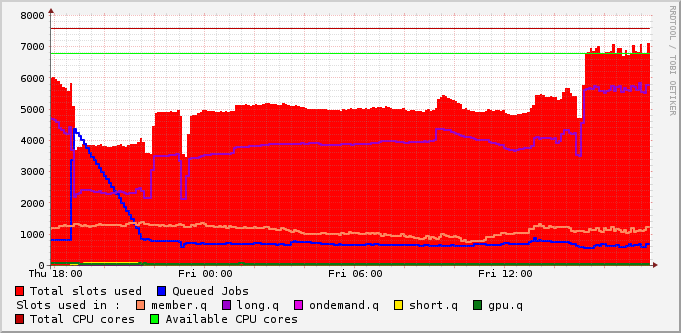 8000
7000
6000
5000
4000
3000
2000
1000
0
Thu 18:00 Fri 00:00 Fri 06:00 Fri 12:00
RRDTOOL / TOBI OETIKER
Total slots used Queued Jobs
Slots used in : member.q long.q ondemand.q short.q gpu.q
Total CPU cores Available CPU cores